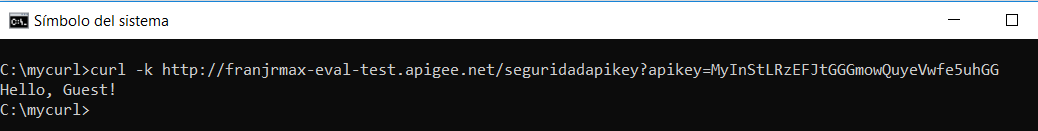 Símbolo del sistema
C:\mycurl>curl -k http://franjrmax-eval-test.apigee.net/seguridadapikey?apikey=MyInStLRzEFJtGGGmowQuyeVwfe5uhGG
Hello, Guest!
C:\mycurl>